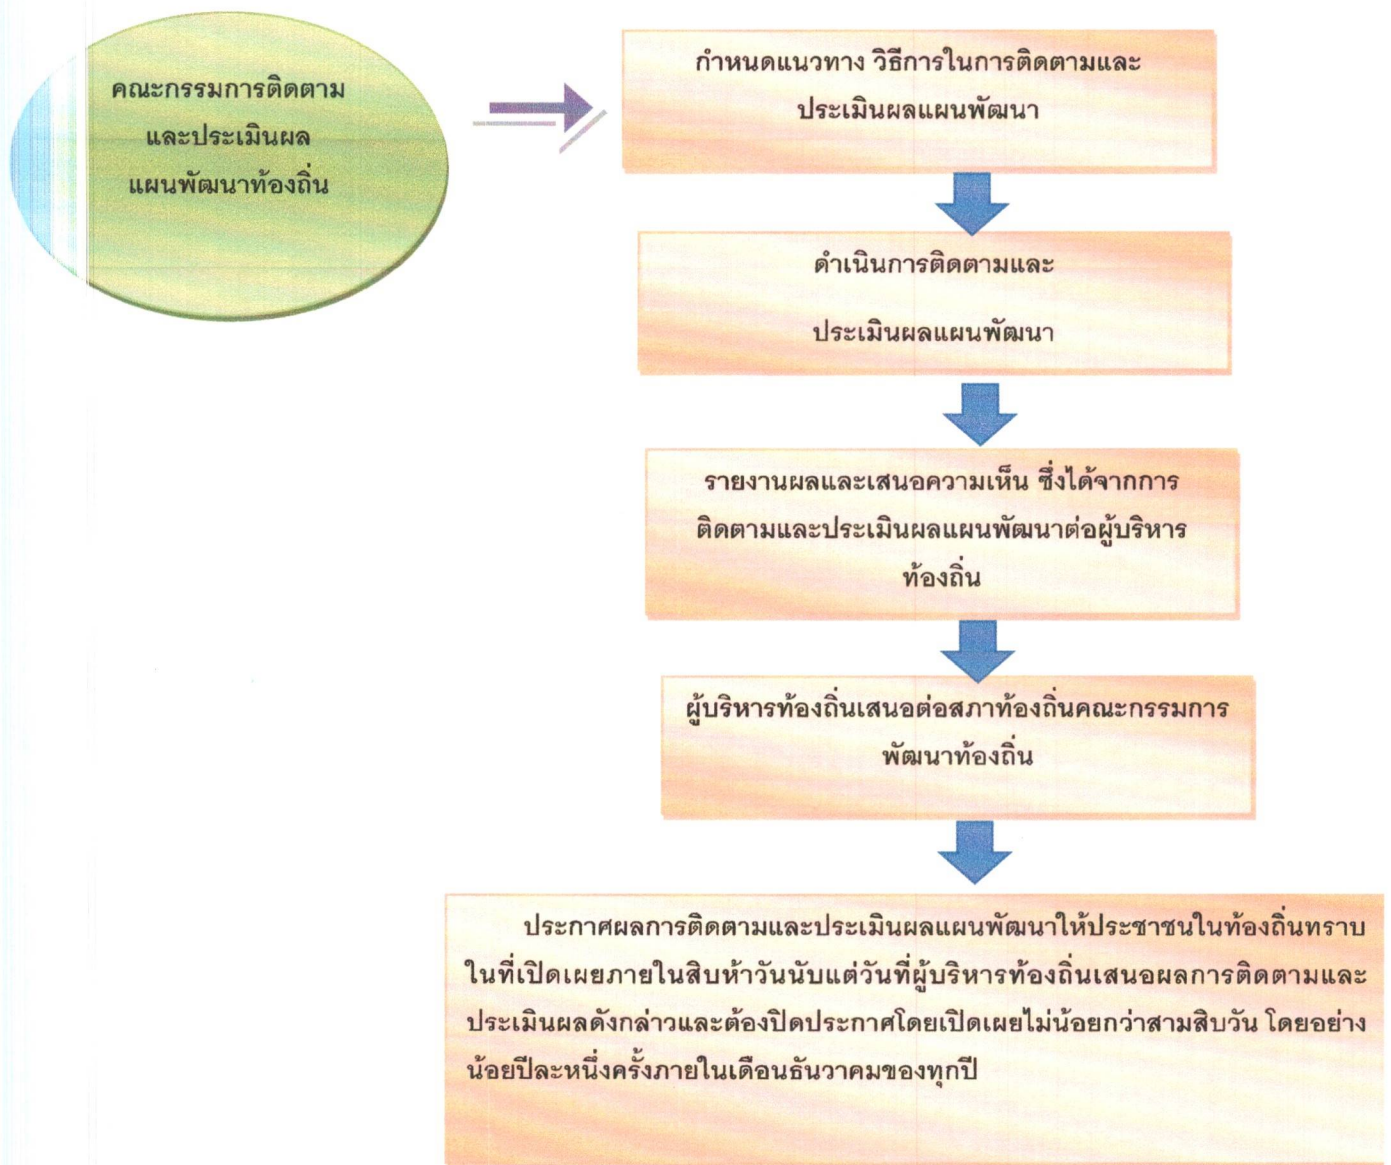 คณะกรรมการติดตาม
และประเมินผล
แผนพัฒนาท้องถิ่น
กำหนดแนวทาง วิธีการในการติดตามและ
ประเมินผลแผนพัฒนา
ดำเนินการติดตามและ
ประเมินผลแผนพัฒนา
รายงานผลและเสนอความเห็น ซึ่งได้จากการ
ติดตามและประเมินผลแผนพัฒนาต่อผู้บริหาร
ท้องถิ่น
ผู้บริหารท้องถิ่นเสนอต่อสภาท้องถิ่นคณะกรรมการ
พัฒนาท้องถิ่น
ประกาศผลการติดตามและประเมินผลแผนพัฒนาให้ประชาชนในท้องถิ่นทราบ
ในที่เปิดเผยภายในสิบห้าวันนับแต่วันที่ผู้บริหารท้องถิ่นเสนอผลการติดตามและ
ประเมินผลดังกล่าวและต้องปิดประกาศโดยเปิดเผยไม่น้อยกว่าสามสิบวัน โดยอย่าง
น้อยปีละหนึ่งครั้งภายในเดือนธันวาคมของทุกปี